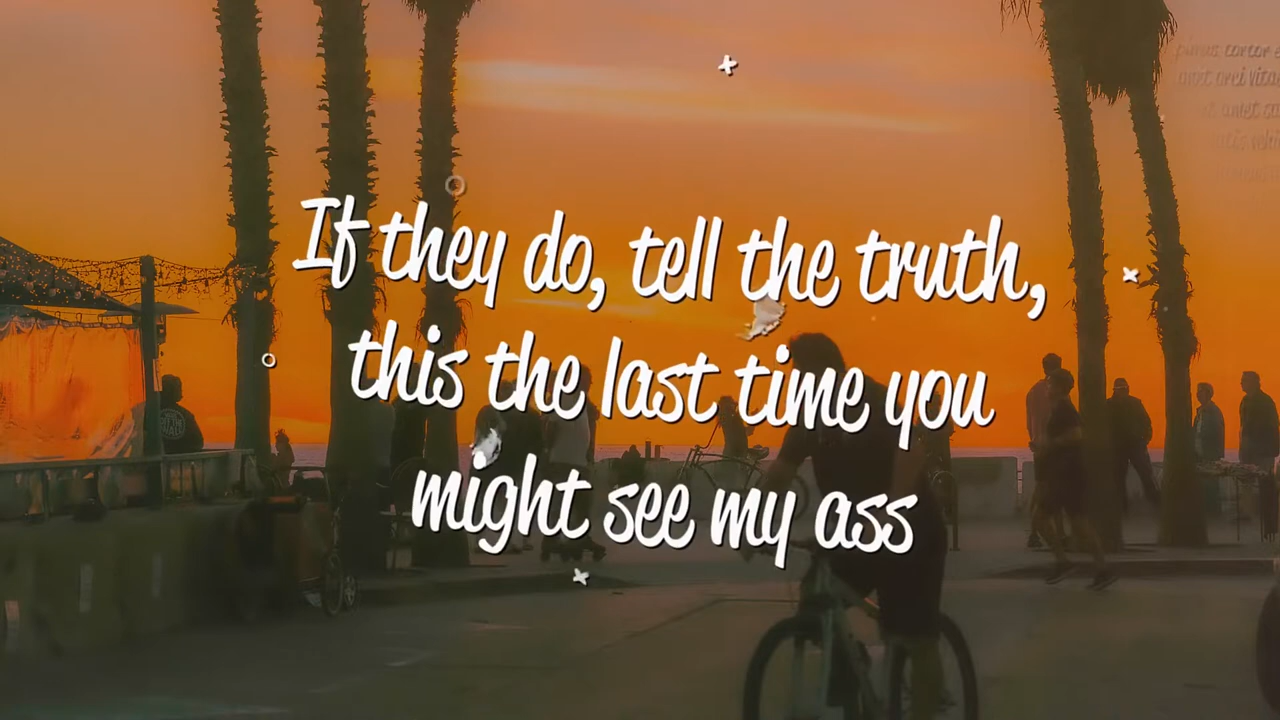 If they do, tell the truth,
this the last time you
might see my ass